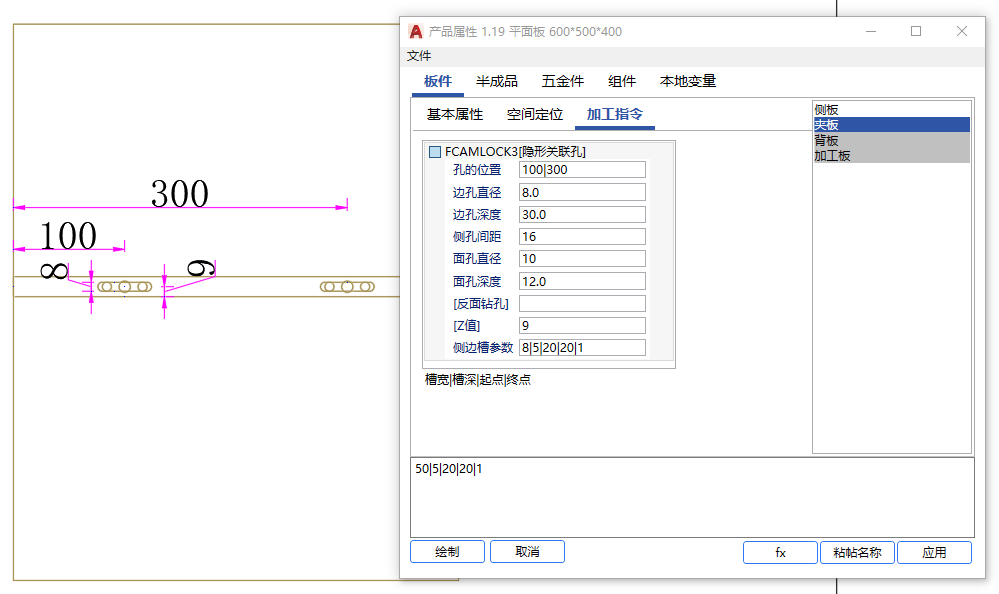 产品属性 1.19 平面板 600*500*400
文件
板件 半成品 五金件 组件 本地变量
基本属性 空间定位 加工指令
侧板
夹板
背板
加工板
FCAMLOCK3[隐形关联孔]
孔的位置 100|300
边孔直径 8.0
边孔深度 30.0
侧孔间距 16
面孔直径 10
面孔深度 12.0
[反面钻孔]
[Z值] 9
侧边槽参数 8|5|20|20|1
槽宽|槽深|起点|终点
50|5|20|20|1
绘制 取消 fx 粘帖名称 应用
300
100
8
9